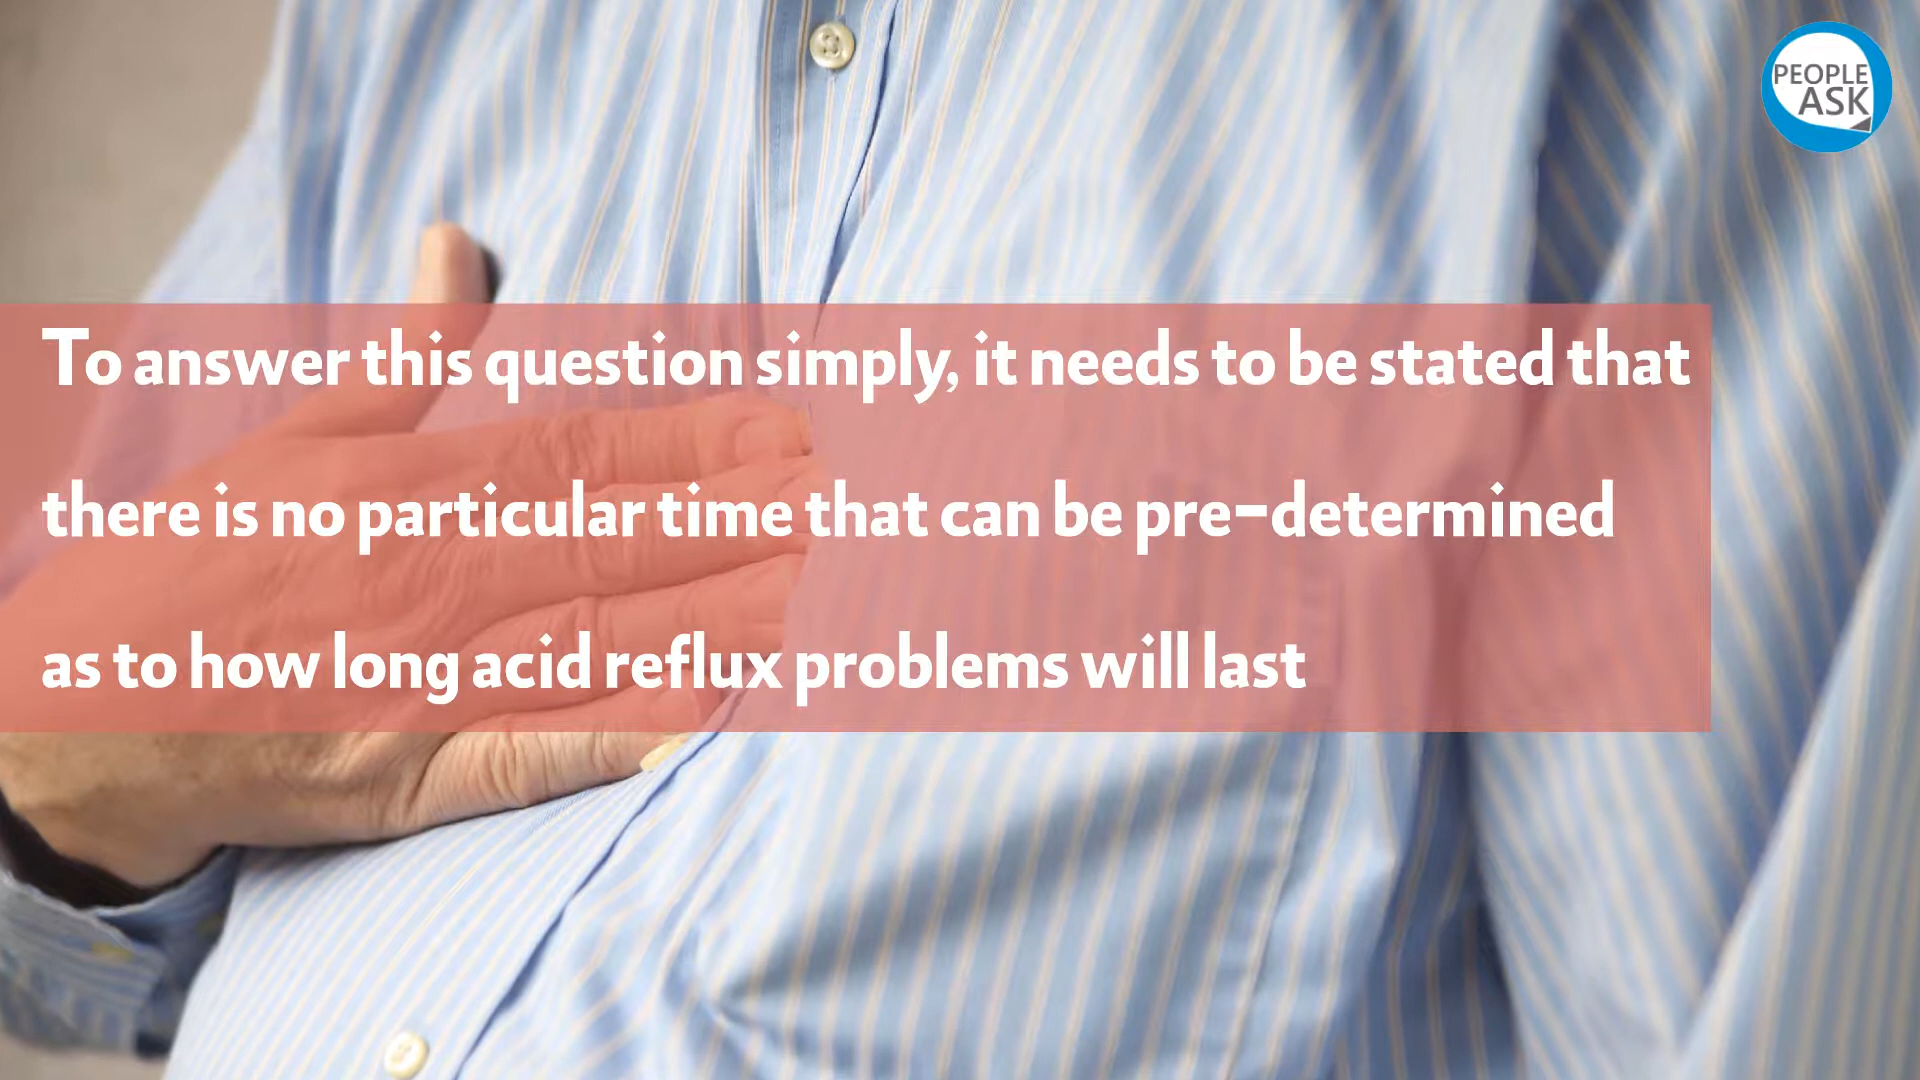 PEOPLE
ASK
To answer this question simply, it needs to be stated that
there is no particular time that can be pre-determined
as to how long acid reflux problems will last